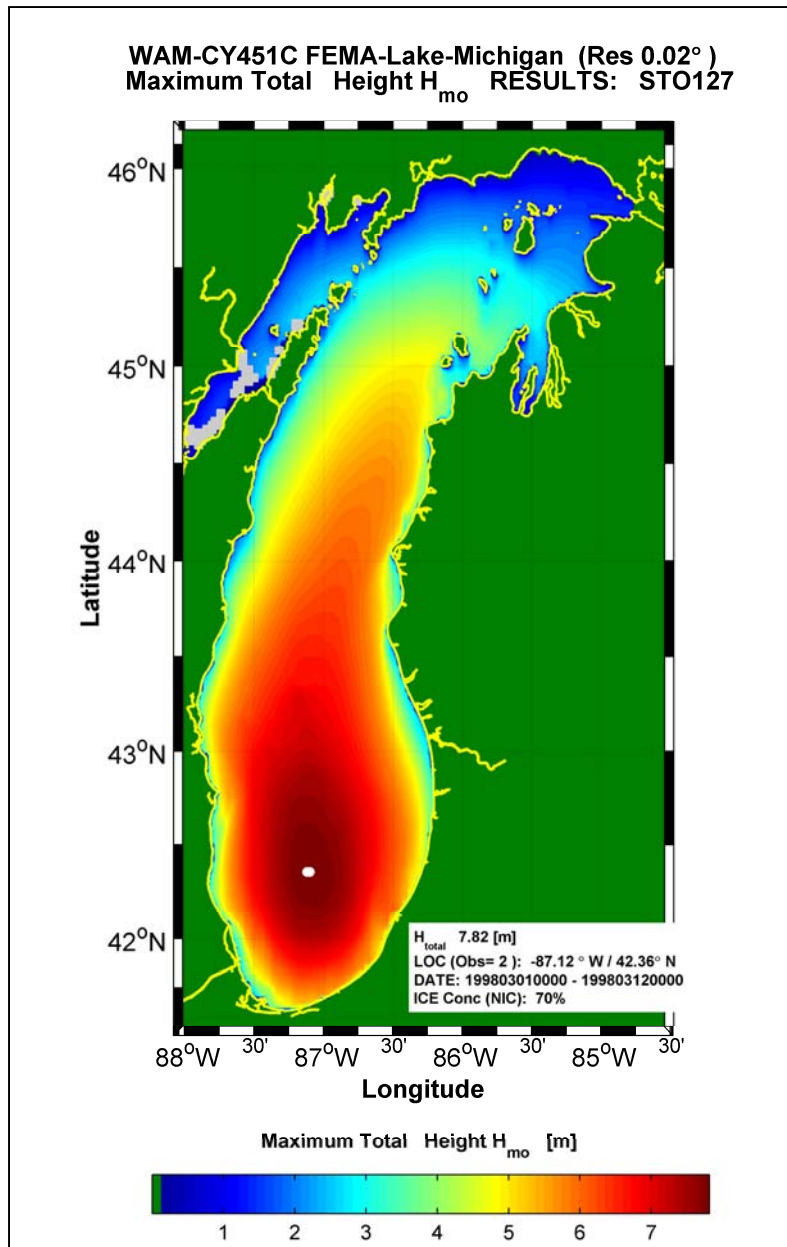 WAM-CY451C FEMA-Lake-Michigan (Res 0.02° )
Maximum Total Height Hmo RESULTS: STO127
46°N
45°N
44°N
43°N
42°N
Latitude
Htotal 7.82 [m]
LOC (Obs= 2 ): -87.12 ° W / 42.36° N
DATE: 199803010000 - 199803120000
ICE Conc (NIC): 70%
88°W 30' 87°W 30' 86°W 30' 85°W 30'
Longitude
Maximum Total Height Hmo [m]
1 2 3 4 5 6 7